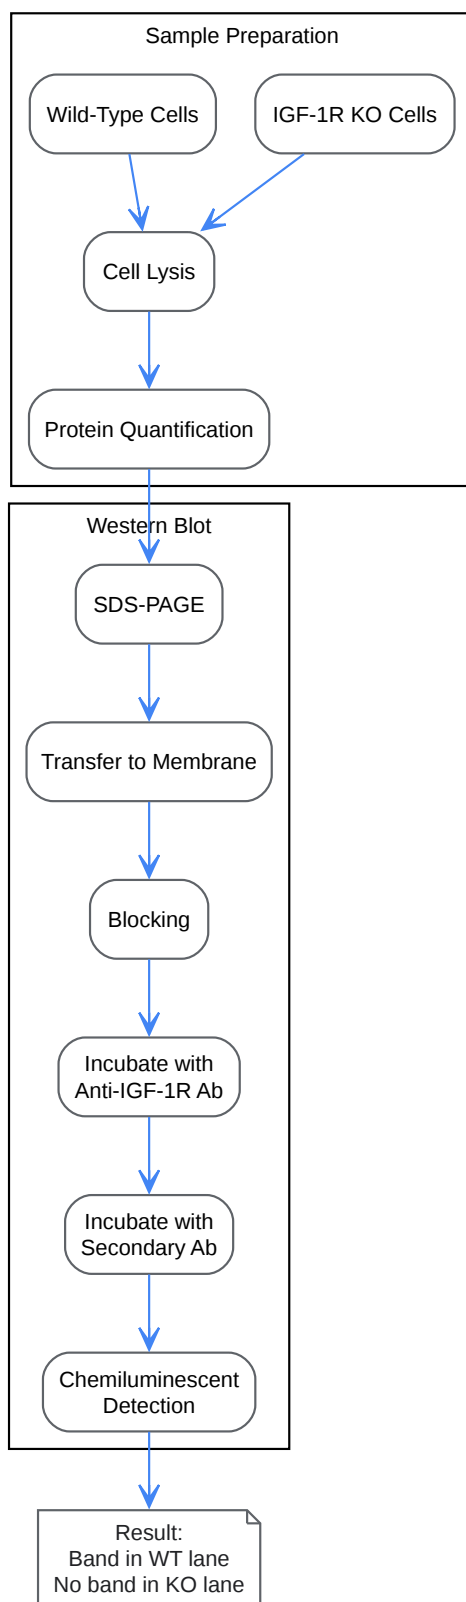 Sample Preparation
Wild-Type Cells
IGF-1R KO Cells
Cell Lysis
Protein Quantification
Western Blot
SDS-PAGE
Transfer to Membrane
Blocking
Incubate with
Anti-IGF-1R Ab
Incubate with
Secondary Ab
Chemiluminescent
Detection
Result:
Band in WT lane
No band in KO lane